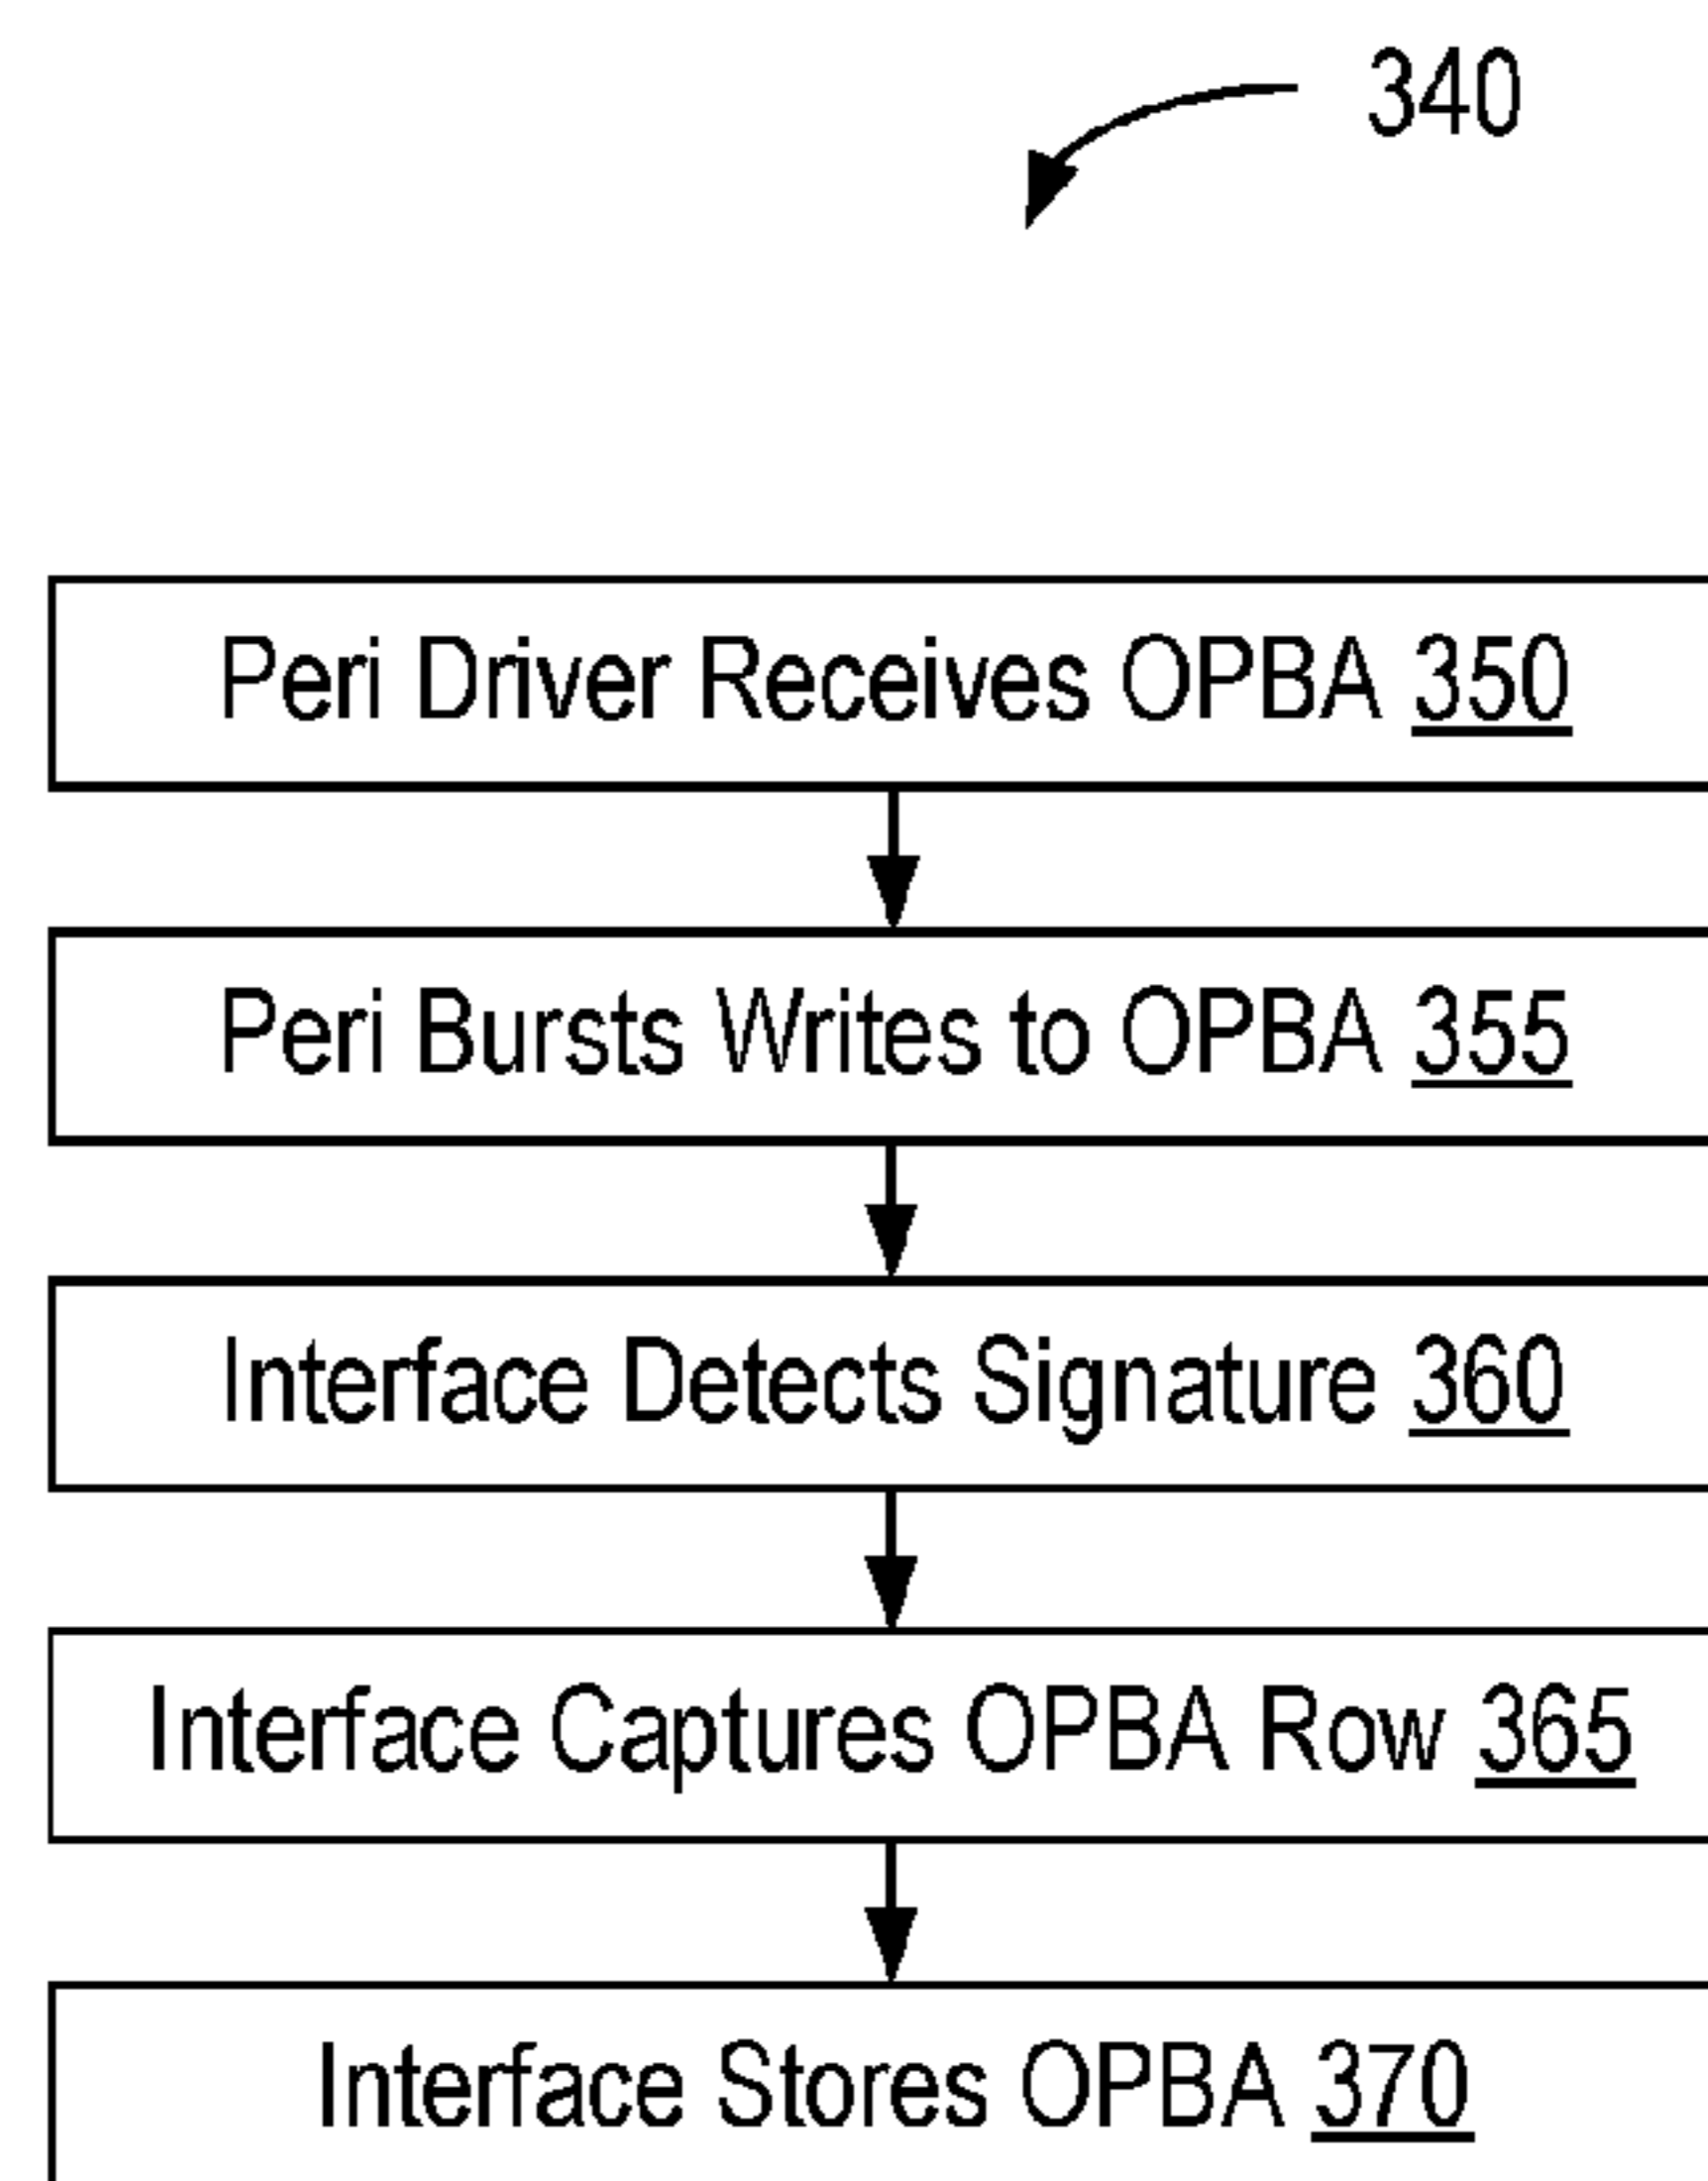 340
Peri Driver Receives OPBA 350
Peri Bursts Writes to OPBA 355
Interface Detects Signature 360
Interface Captures OPBA Row 365
Interface Stores OPBA 370